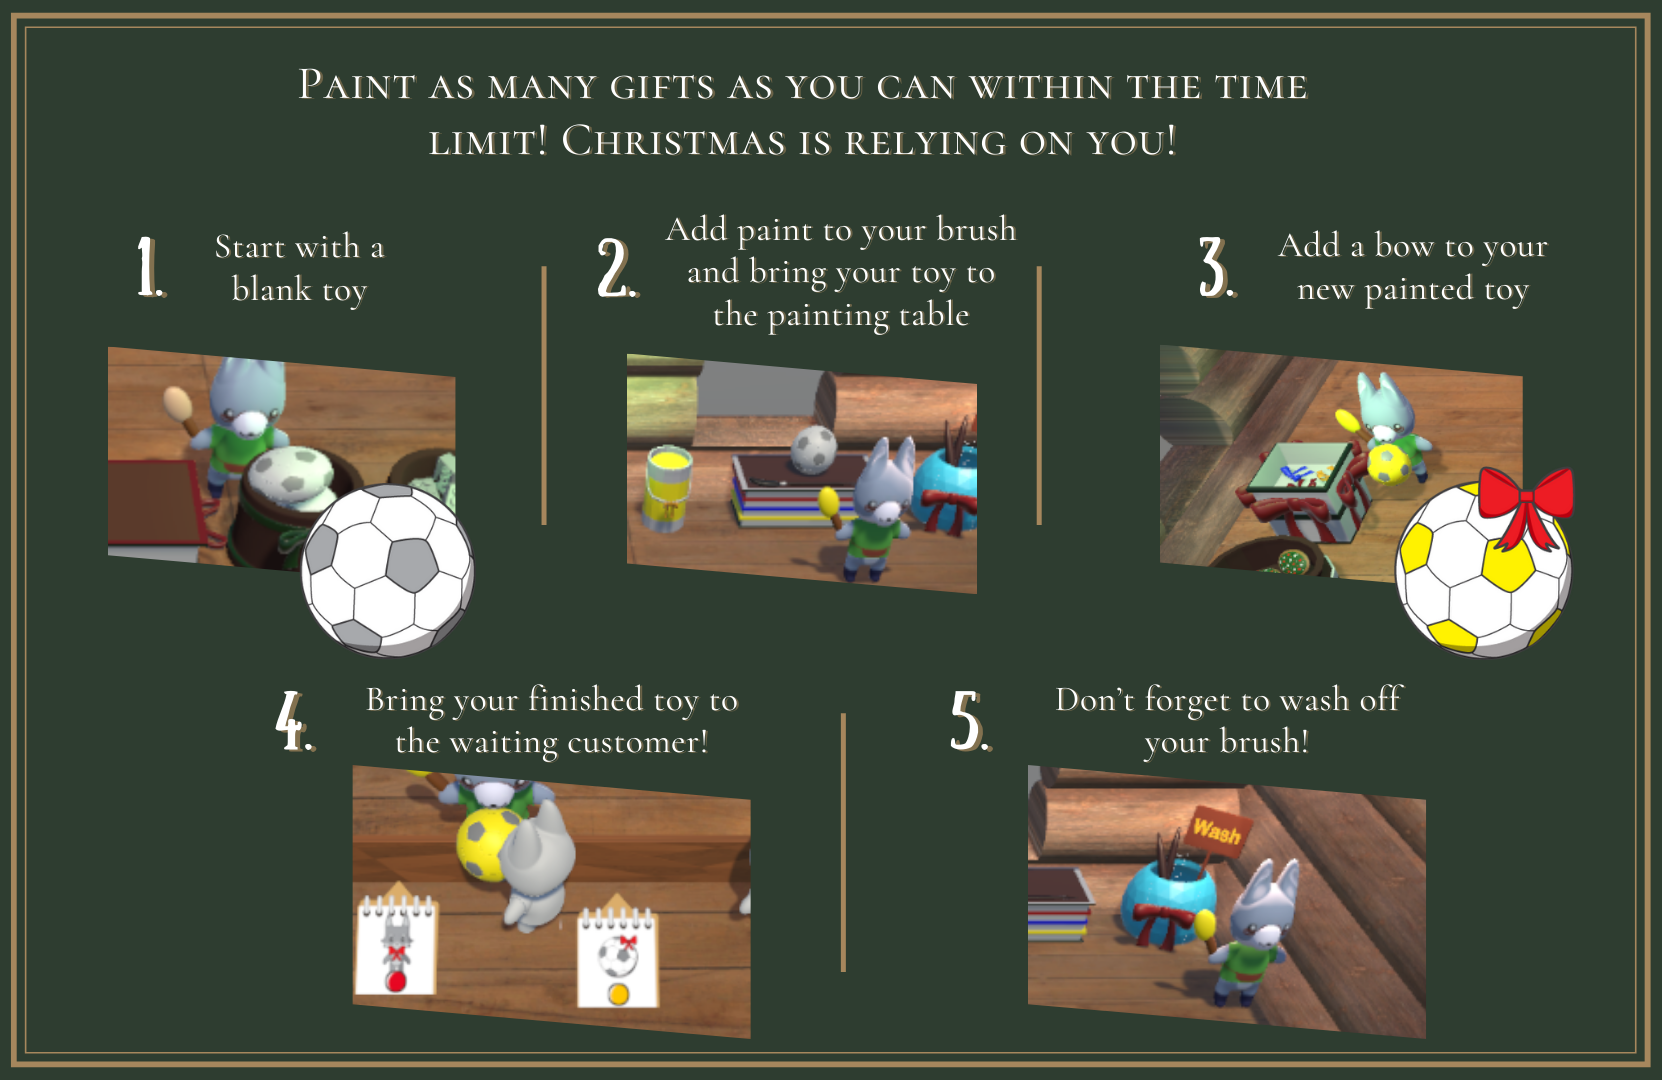 Paint as many gifts as you can within the time
limit! Christmas is relying on you!
1.
Start with a
blank toy
2.
Add paint to your brush
and bring your toy to
the painting table
3.
Add a bow to your
new painted toy
4.
Bring your finished toy to
the waiting customer!
5.
Don't forget to wash off
your brush!
Wash